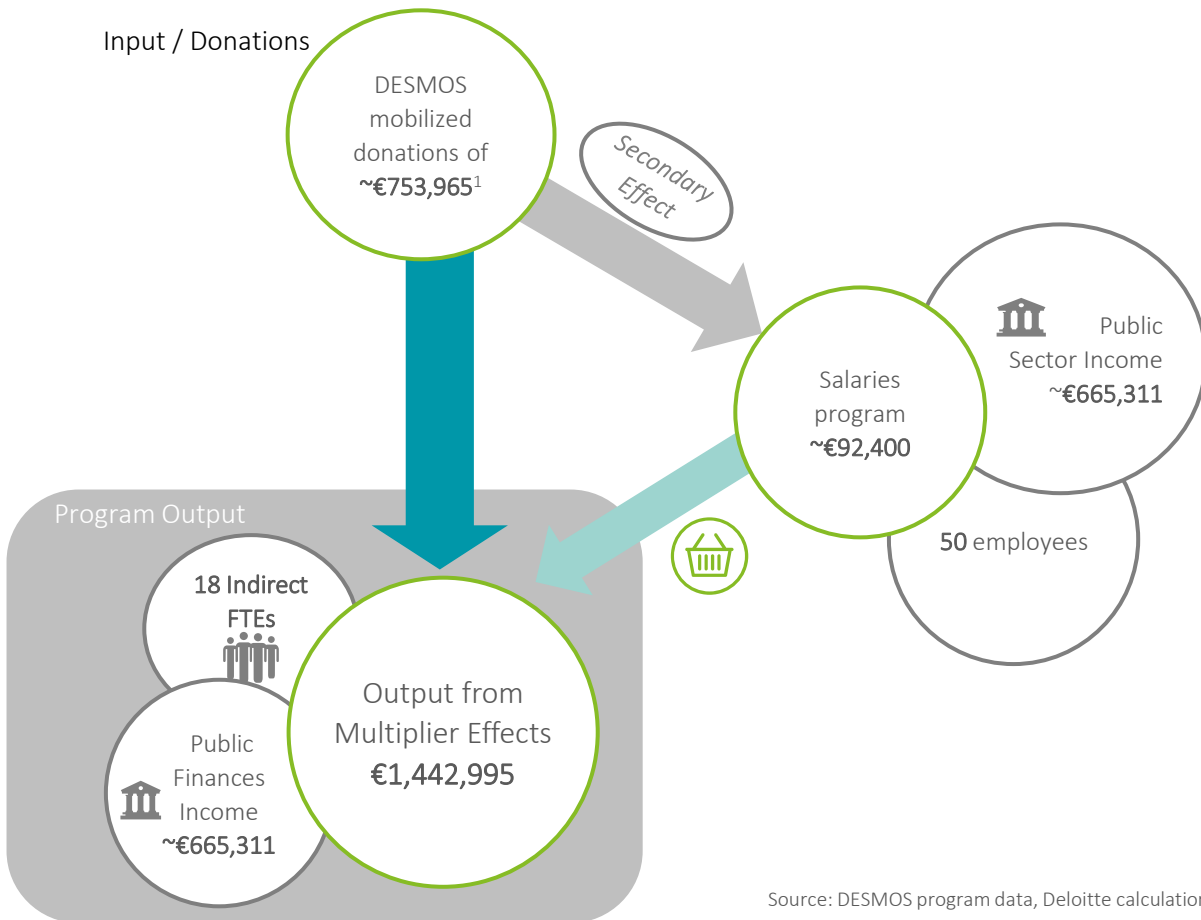 Input / Donations
DESMOS
mobilized
donations of
~€753,965¹
Secondary
Effect
Public
Sector Income
~€665,311
Salaries
program
~€92,400
50 employees
Program Output
18 Indirect
FTEs
Output from
Multiplier Effects
€1,442,995
Public
Finances
Income
~€665,311
Source: DESMOS program data, Deloitte calculation